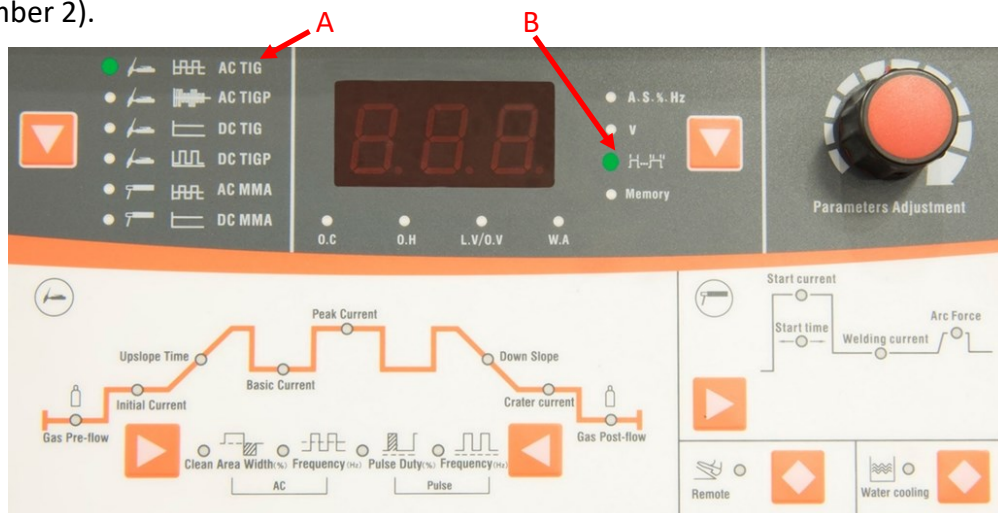 mber 2).
A
B
AC TIG
AC TIGP
DC TIG
DC TIGP
AC MMA
DC MMA
8.8.8.
A.S.%.Hz
V
Memory
O.C
O.H
L.V/O.V
W.A
Parameters Adjustment
Peak Current
Upslope Time
Basic Current
Down Slope
Initial Current
Crater current
Gas Pre-flow
Gas Post-flow
Clean Area Width(%) Frequency(Hz) Pulse Duty(%) Frequency(Hz)
AC
Pulse
Start current
Start time
Welding current
Arc Force
Remote
Water cooling